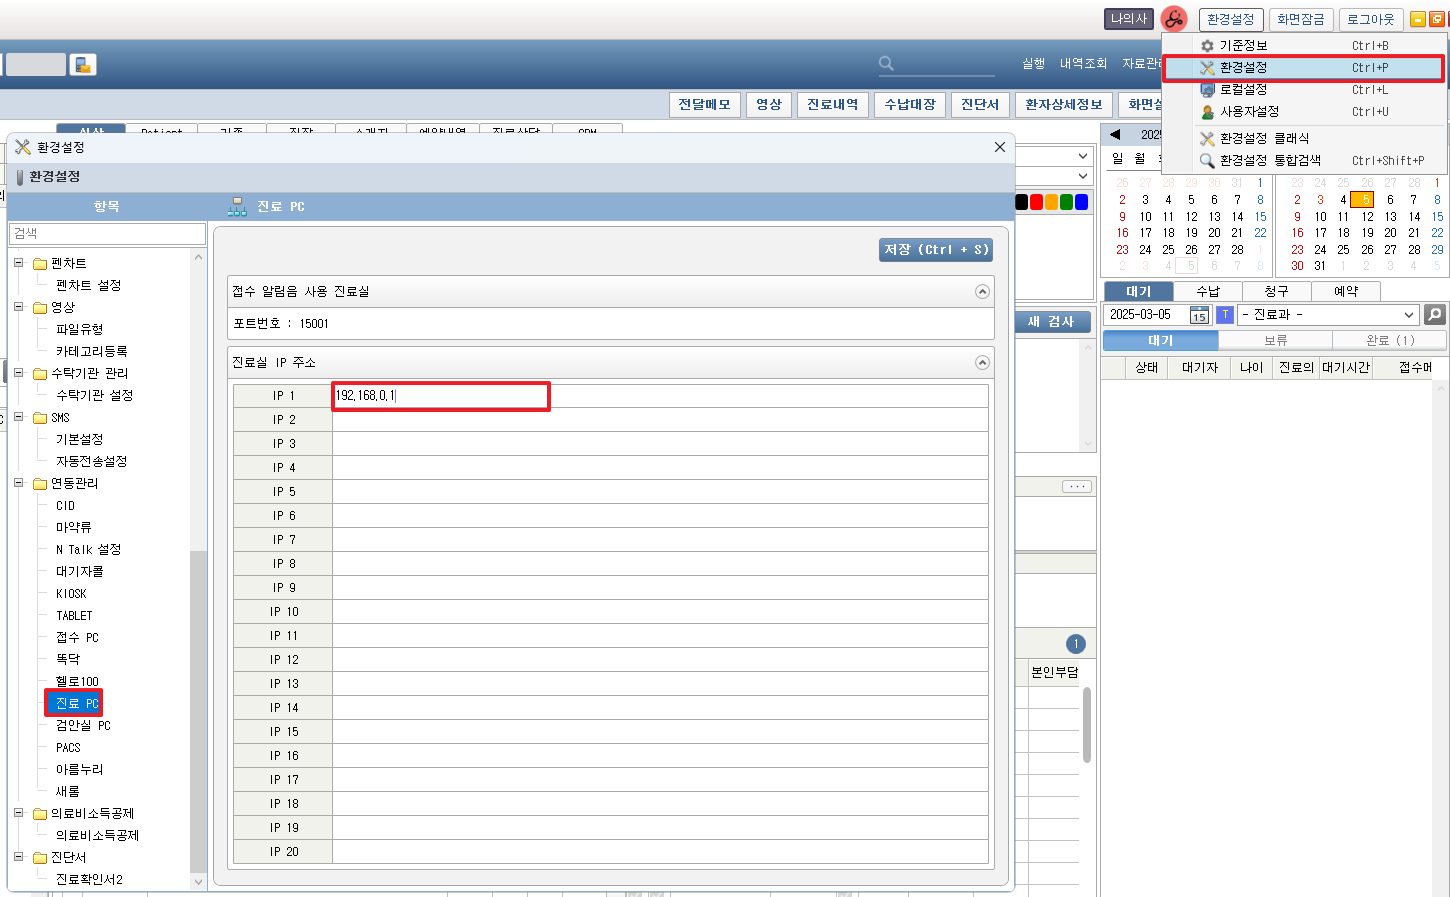 나의사 환경설정 화면잠금 로그아웃
기준정보 Ctrl+B
환경설정 Ctrl+P
로컬설정 Ctrl+L
사용자설정 Ctrl+U
환경설정 클래식
환경설정 통합검색 Ctrl+Shift+P
실행 내역조회
전달메모 영상 진료내역 수납대장 진단서 환자상세정보
환경설정
환경설정
항목 진료 PC
검색
저장 (Ctrl + S)
펜차트
펜차트 설정
영상
파일유형
카테고리등록
수탁기관 관리
수탁기관 설정
SMS
기본설정
자동전송설정
연동관리
CID
마약류
N Talk 설정
대기자콜
KIOSK
TABLET
접수 PC
똑닥
헬로100
진료 PC
검안실 PC
PACS
아름누리
새롬
의료비소득공제
의료비소득공제
진단서
진료확인서2
접수 알림음 사용 진료실
포트번호 : 15001
진료실 IP 주소
IP 1 192.168.0.1
IP 2
IP 3
IP 4
IP 5
IP 6
IP 7
IP 8
IP 9
IP 10
IP 11
IP 12
IP 13
IP 14
IP 15
IP 16
IP 17
IP 18
IP 19
IP 20
새 검사
1
본인부담
일 월
26 27 28 29 30 31 1
2 3 4 5 6 7 8
9 10 11 12 13 14 15
16 17 18 19 20 21 22
23 24 25 26 27 28 1
2 3 4 5 6 7 8
23 24 25 26 27 28 1
2 3 4 5 6 7 8
9 10 11 12 13 14 15
16 17 18 19 20 21 22
23 24 25 26 27 28 29
30 31 1 2 3 4 5
대기 수납 청구 예약
2025-03-05 15 T - 진료과 -
대기 보류 완료 (1)
상태 대기자 나이 진료의 대기시간 접수메